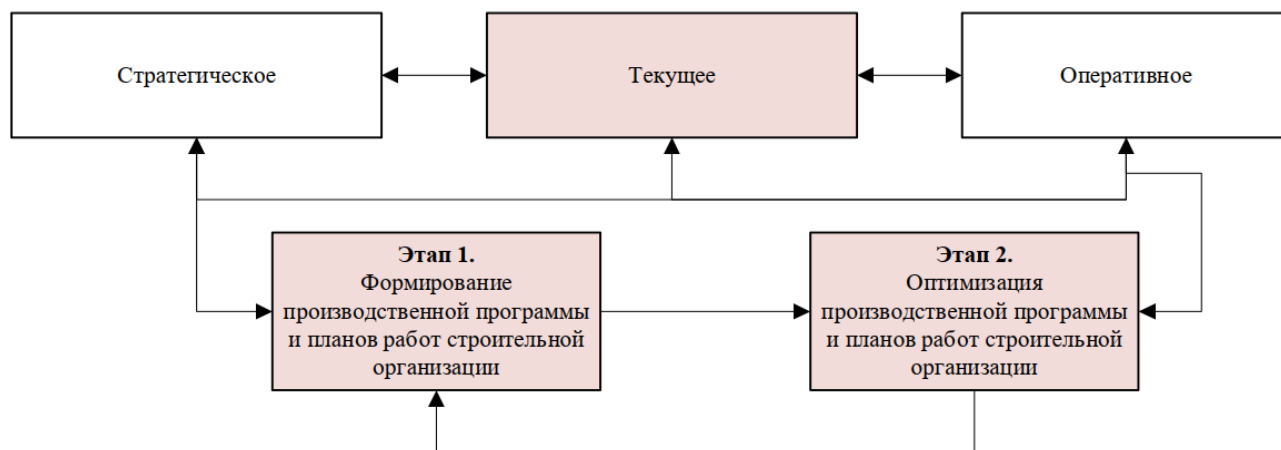 Стратегическое
Текущее
Оперативное
Этап 1.
Формирование
производственной программы
и планов работ строительной
организации
Этап 2.
Оптимизация
производственной программы
и планов работ строительной
организации